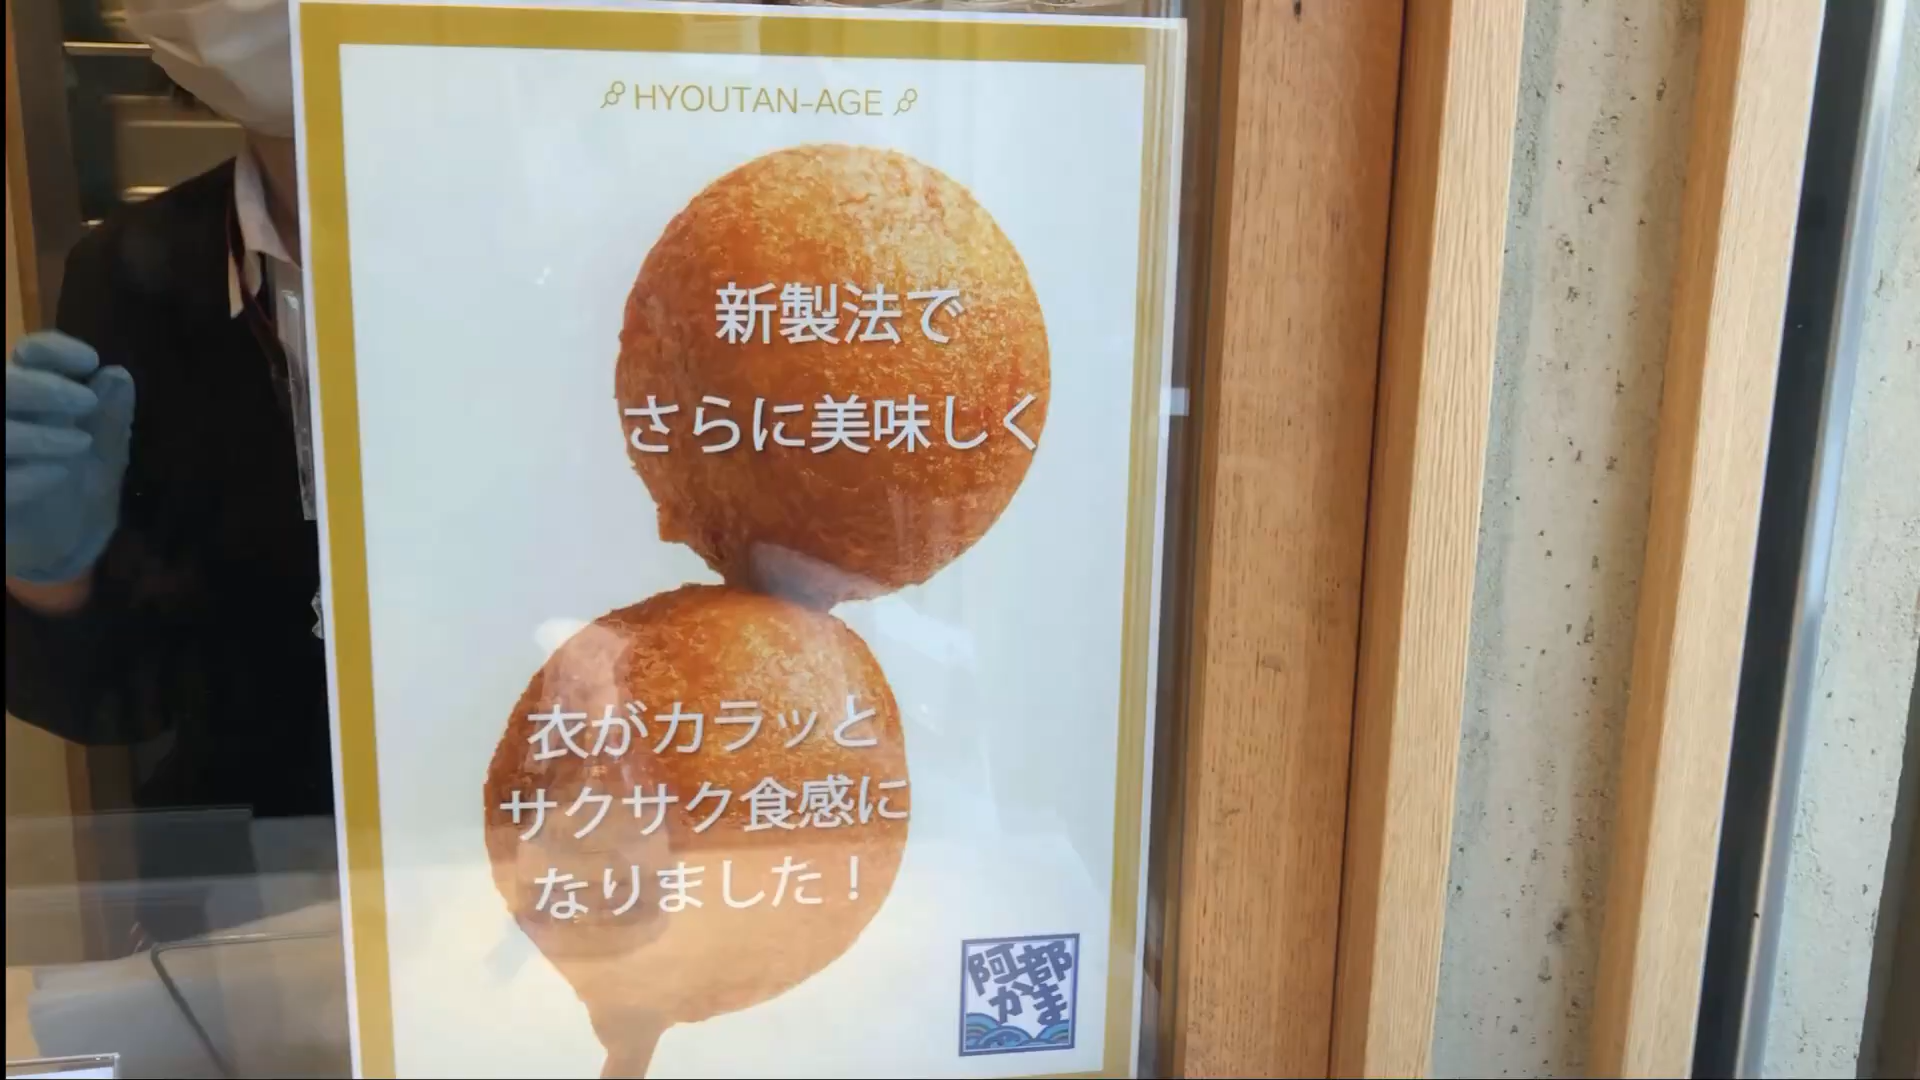 HYOUTAN-AGE
新製法で
さらに美味しく
衣がカラッと
サクサク食感に
なりました！
阿部
かま